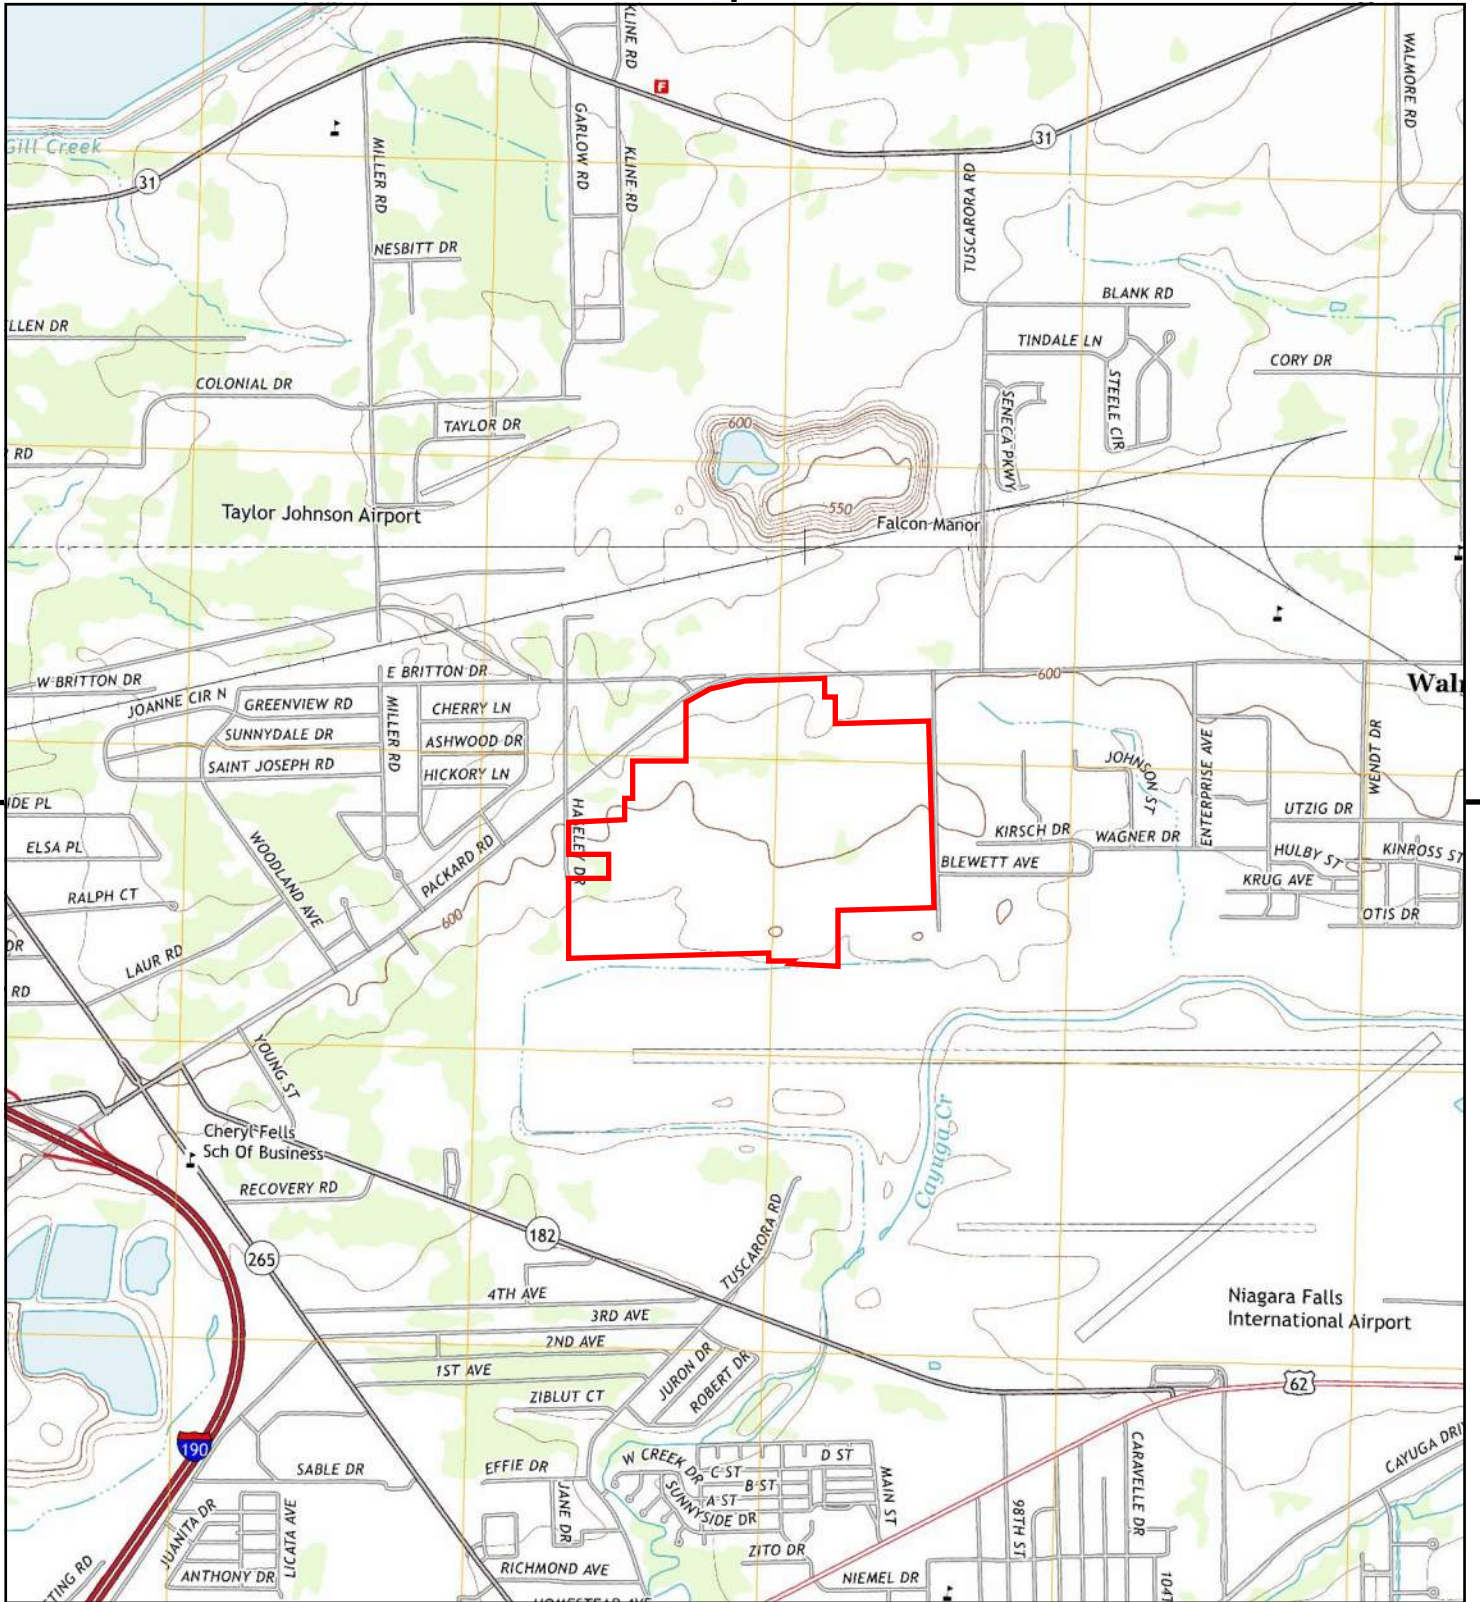 KLINE RD
WALMORE RD
F
GARLOW RD
31
Gill Creek
MILLER RD
KLINE RD
31
TUSCARORA RD
NESBITT DR
BLANK RD
LLEN DR
TINDALE LN
CORY DR
COLONIAL DR
STEELE CIR
SENECA PKWY
TAYLOR DR
600
RD
550
Taylor Johnson Airport
Falcon Manor
E BRITTON DR
600
W BRITTON DR
JOANNE CIR N
GREENVIEW RD
CHERRY LN
MILLER RD
SUNNYDALE DR
ASHWOOD DR
SAINT JOSEPH RD
HICKORY LN
JOHNSON ST
ENTERPRISE AVE
WENDT DR
IDE PL
UTZIG DR
HASELEY DR
ELSA PL
WOODLAND AVE
KIRSCH DR
WAGNER DR
HULBY ST
KINROSS ST
PACKARD RD
BLEWETT AVE
KRUG AVE
RALPH CT
600
OTIS DR
DR
LAUR RD
RD
YOUNG ST
Cheryl Fells
Sch Of Business
Cayuga Cr
RECOVERY RD
182
265
TUSCARORA RD
4TH AVE
3RD AVE
Niagara Falls
International Airport
2ND AVE
1ST AVE
JURON DR
ROBERT DR
ZIBLUT CT
62
190
SABLE DR
EFFIE DR
W CREEK DR
D ST
C ST
B ST
A ST
SUNNYSIDE DR
MAIN ST
CARAVELLE DR
CAYUGA DRI
JANE DR
JUANITA DR
LICATA AVE
98TH ST
ZITO DR
RICHMOND AVE
ANTHONY DR
NIEMEL DR
104T
TING RD
HOMESTEAD AVE